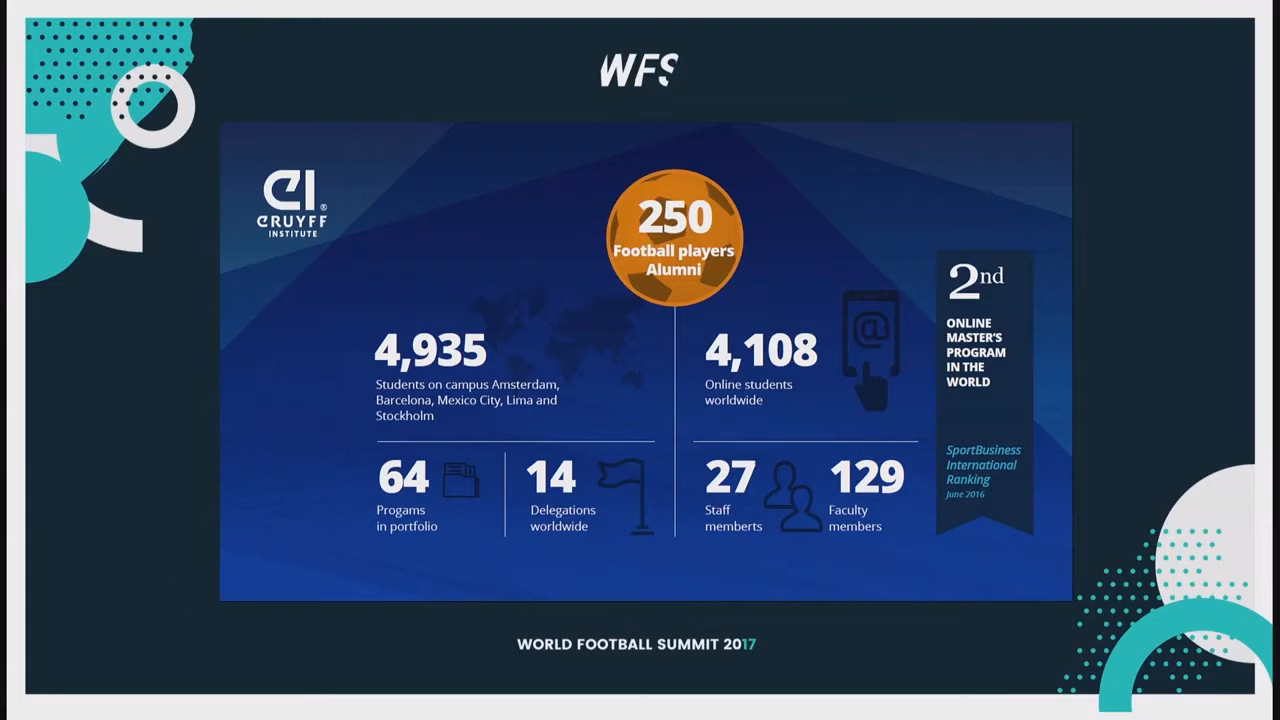 WFS
CRUYFF
INSTITUTE
®
250
Football players
Alumni
4,935
Students on campus Amsterdam,
Barcelona, Mexico City, Lima and
Stockholm
4,108
Online students
worldwide
@
64
Progams
in portfolio
14
Delegations
worldwide
27
Staff
memberts
129
Faculty
members
2nd
ONLINE
MASTER'S
PROGRAM
IN THE
WORLD
SportBusiness
International
Ranking
June 2016
WORLD FOOTBALL SUMMIT 2017